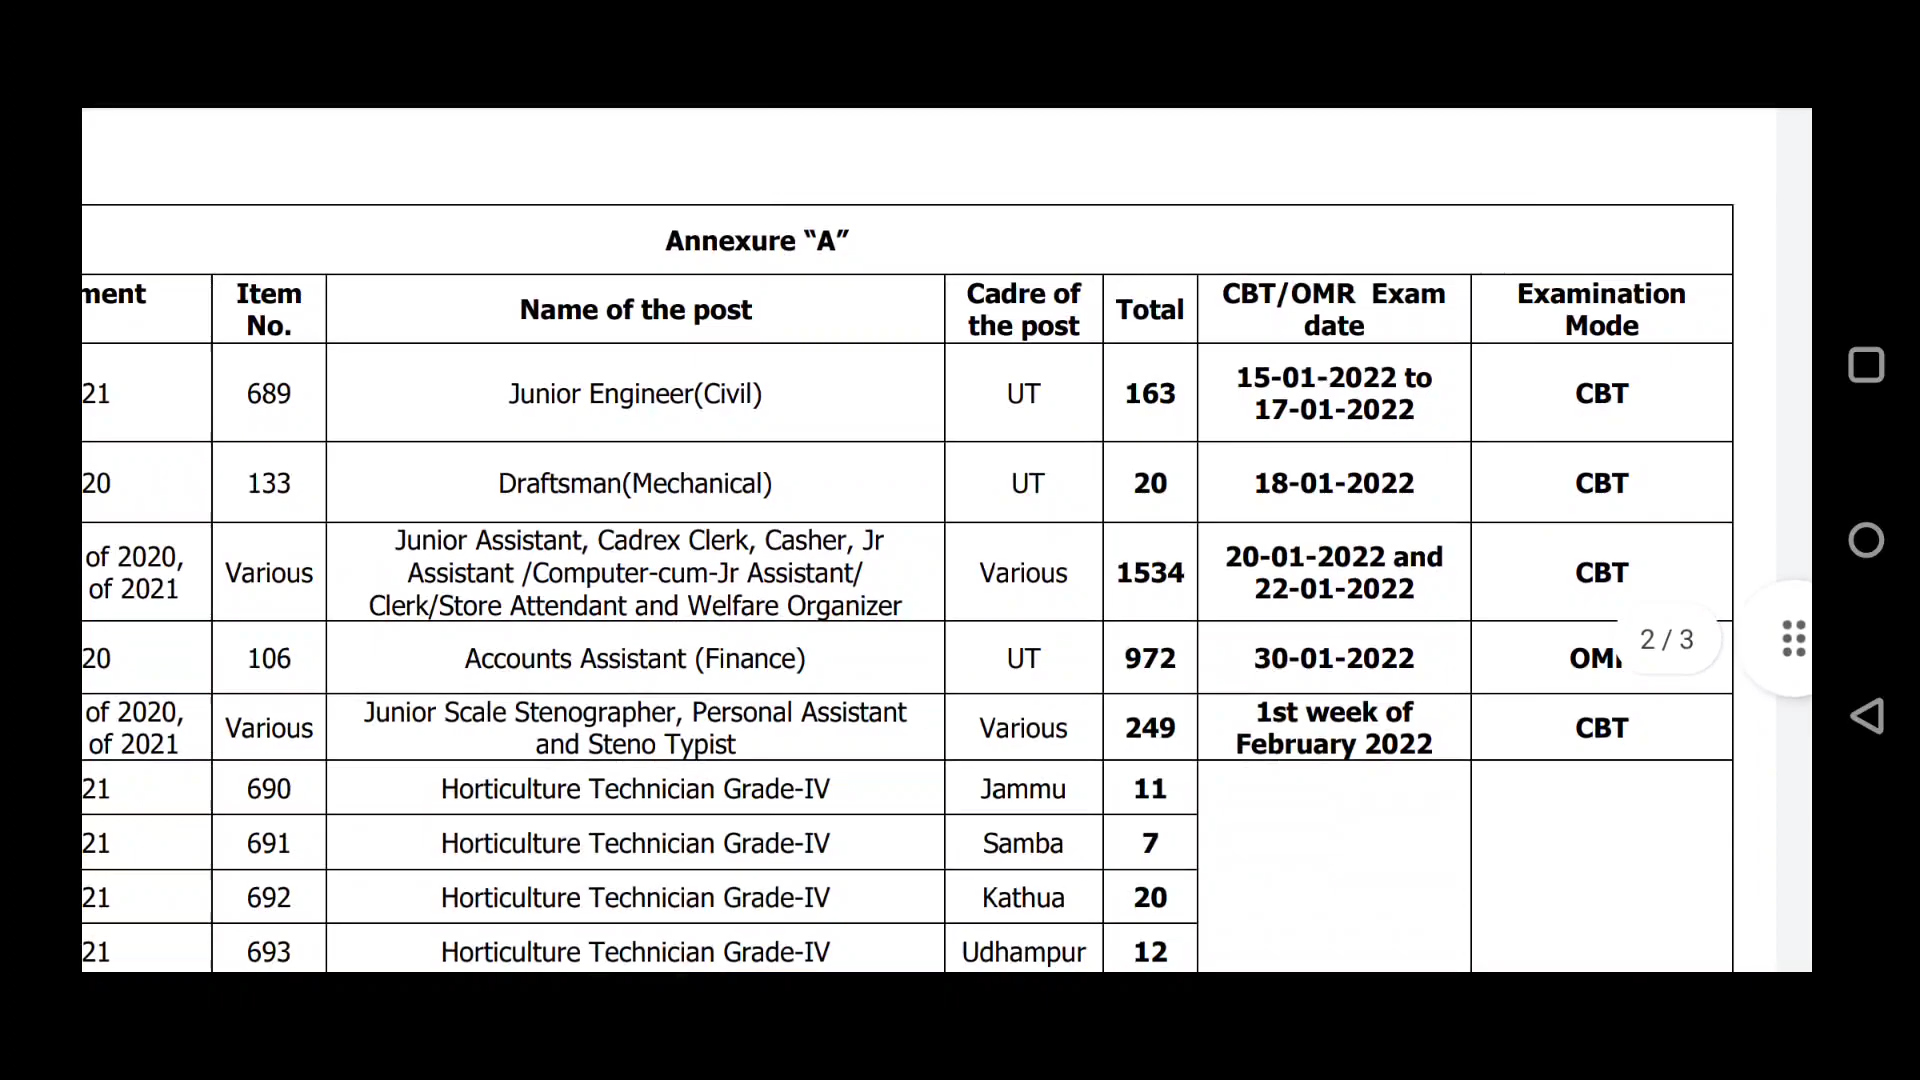 Annexure “A”
ment Item No. Name of the post Cadre of the post Total CBT/OMR Exam date Examination Mode
21 689 Junior Engineer(Civil) UT 163 15-01-2022 to 17-01-2022 CBT
20 133 Draftsman(Mechanical) UT 20 18-01-2022 CBT
of 2020, of 2021 Various Junior Assistant, Cadrex Clerk, Casher, Jr Assistant /Computer-cum-Jr Assistant/ Clerk/Store Attendant and Welfare Organizer Various 1534 20-01-2022 and 22-01-2022 CBT
20 106 Accounts Assistant (Finance) UT 972 30-01-2022 OM
2 / 3
of 2020, of 2021 Various Junior Scale Stenographer, Personal Assistant and Steno Typist Various 249 1st week of February 2022 CBT
21 690 Horticulture Technician Grade-IV Jammu 11
21 691 Horticulture Technician Grade-IV Samba 7
21 692 Horticulture Technician Grade-IV Kathua 20
21 693 Horticulture Technician Grade-IV Udhampur 12